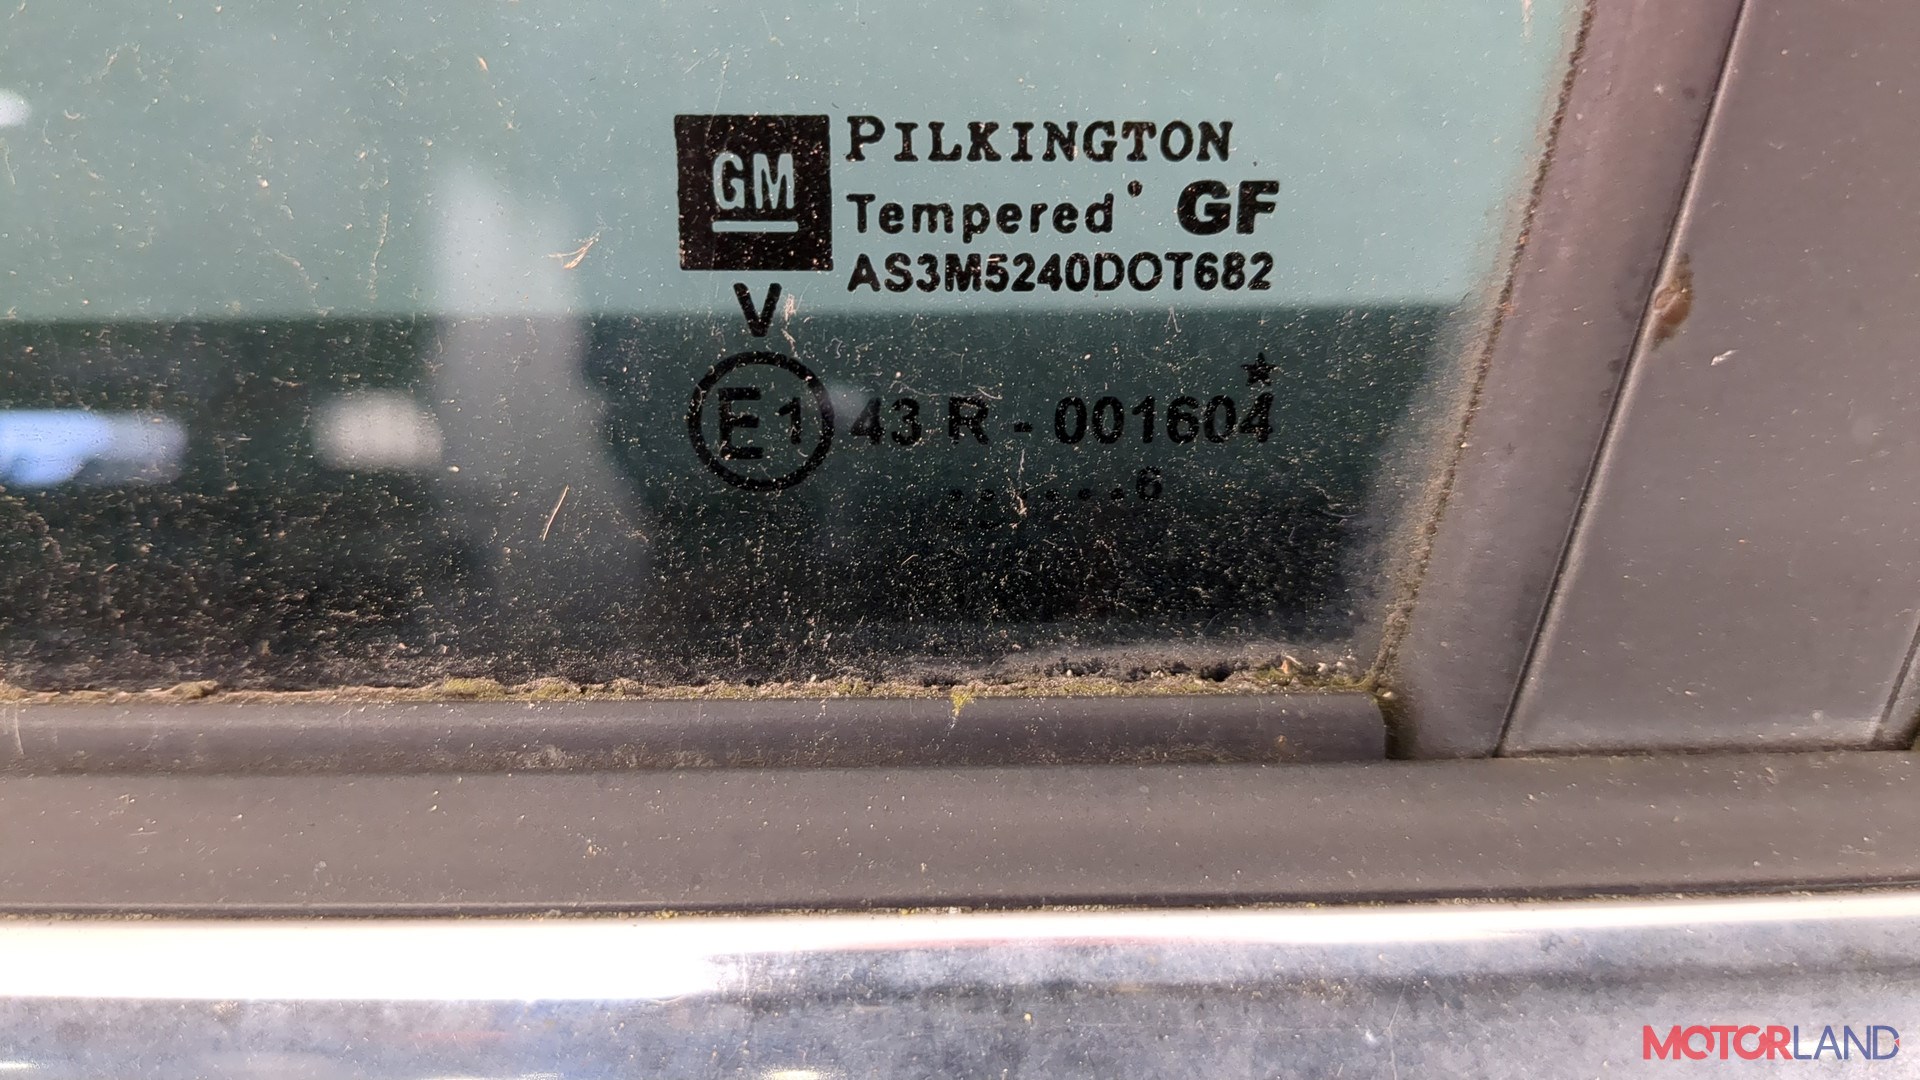 GM
PILKINGTON
Tempered GF
AS3M5240DOT682
V
E1 43 R - 001604
......6
MOTORLAND